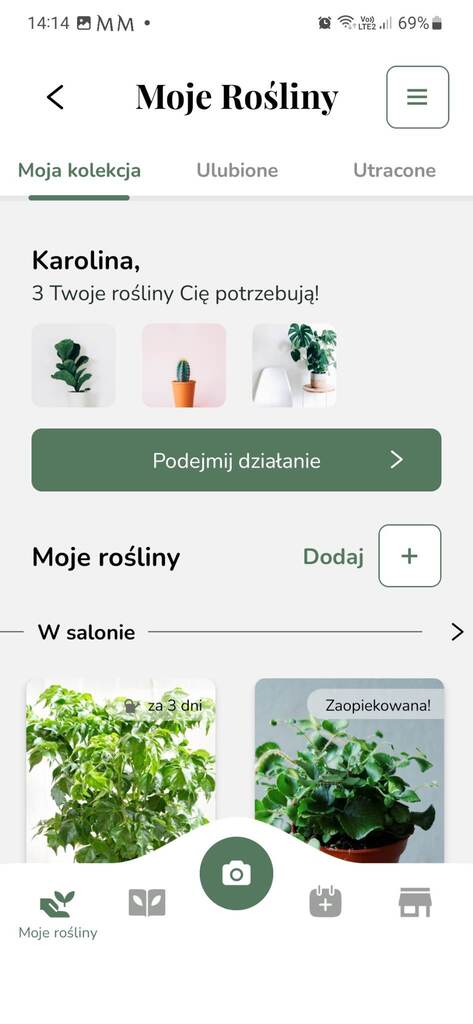 14:14
Vo))
LTE2
69%
Moje Rośliny
Moja kolekcja
Ulubione
Utracone
Karolina,
3 Twoje rośliny Cię potrzebują!
Podejmij działanie
Moje rośliny
Dodaj
W salonie
za 3 dni
Zaopiekowana!
Moje rośliny